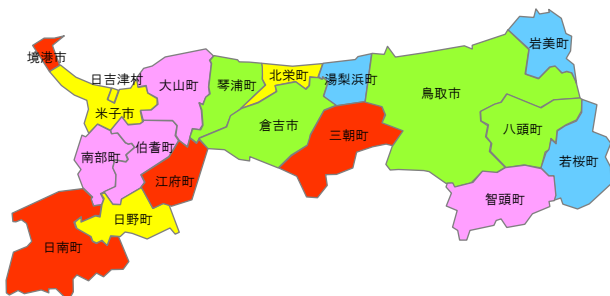 境港市
日吉津村
米子市
大山町
琴浦町
北栄町
湯梨浜町
岩美町
鳥取市
倉吉市
三朝町
八頭町
若桜町
智頭町
南部町
伯耆町
江府町
日野町
日南町